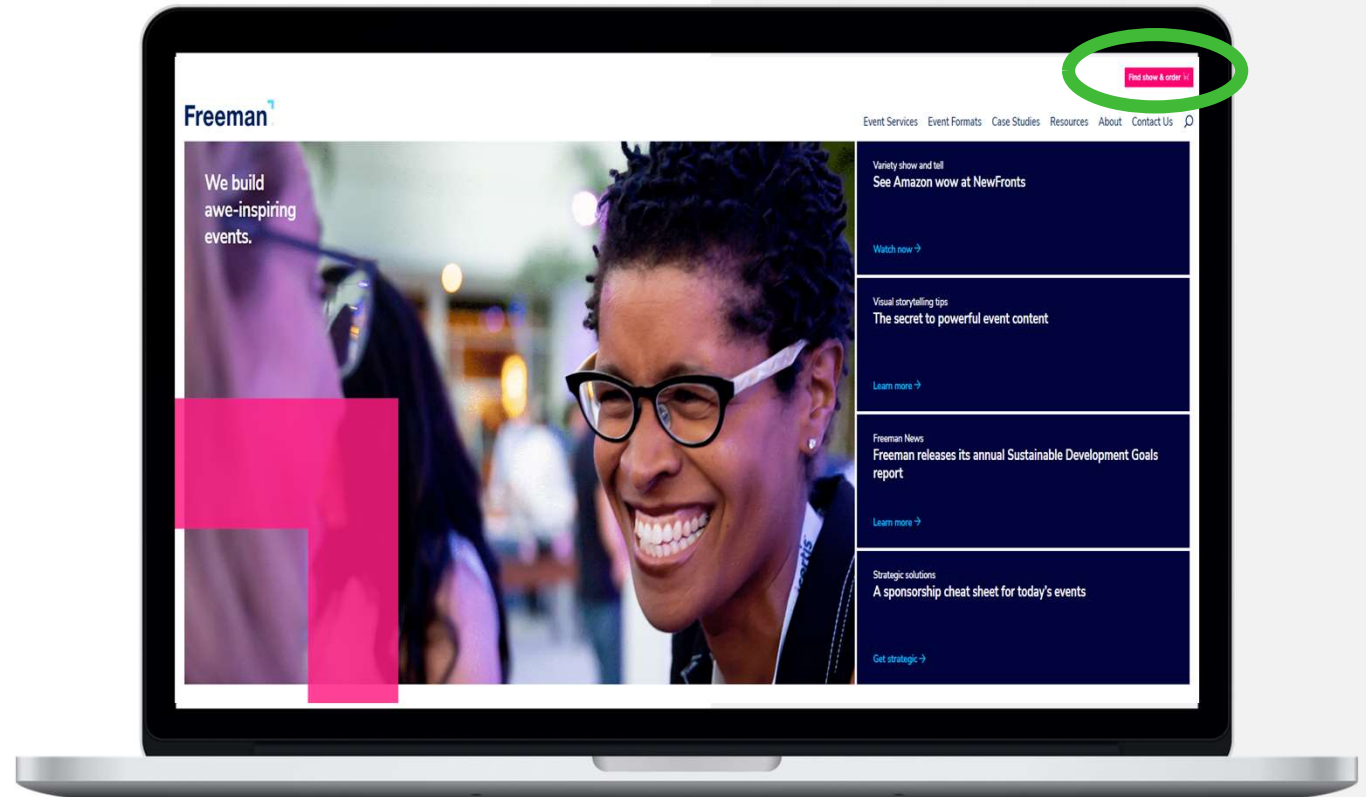 Find show & order
Freeman
Event Services Event Formats Case Studies Resources About Contact Us
We build
awe-inspiring
events.
Variety show and tell
See Amazon wow at NewFronts
Watch now →
Visual storytelling tips
The secret to powerful event content
Learn more →
Freeman News
Freeman releases its annual Sustainable Development Goals
report
Learn more →
Strategic solutions
A sponsorship cheat sheet for today's events
Get strategic →